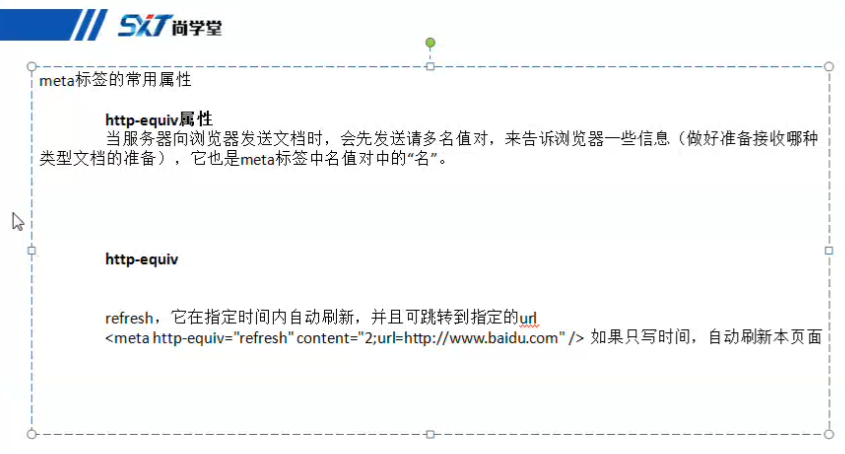 SXT尚学堂
meta标签的常用属性
http-equiv属性
当服务器向浏览器发送文档时，会先发送请多名值对，来告诉浏览器一些信息（做好准备接收哪种
类型文档的准备），它也是meta标签中名值对中的“名”。
http-equiv
refresh，它在指定时间内自动刷新，并且可跳转到指定的url
<meta http-equiv="refresh" content="2;url=http://www.baidu.com" /> 如果只写时间，自动刷新本页面